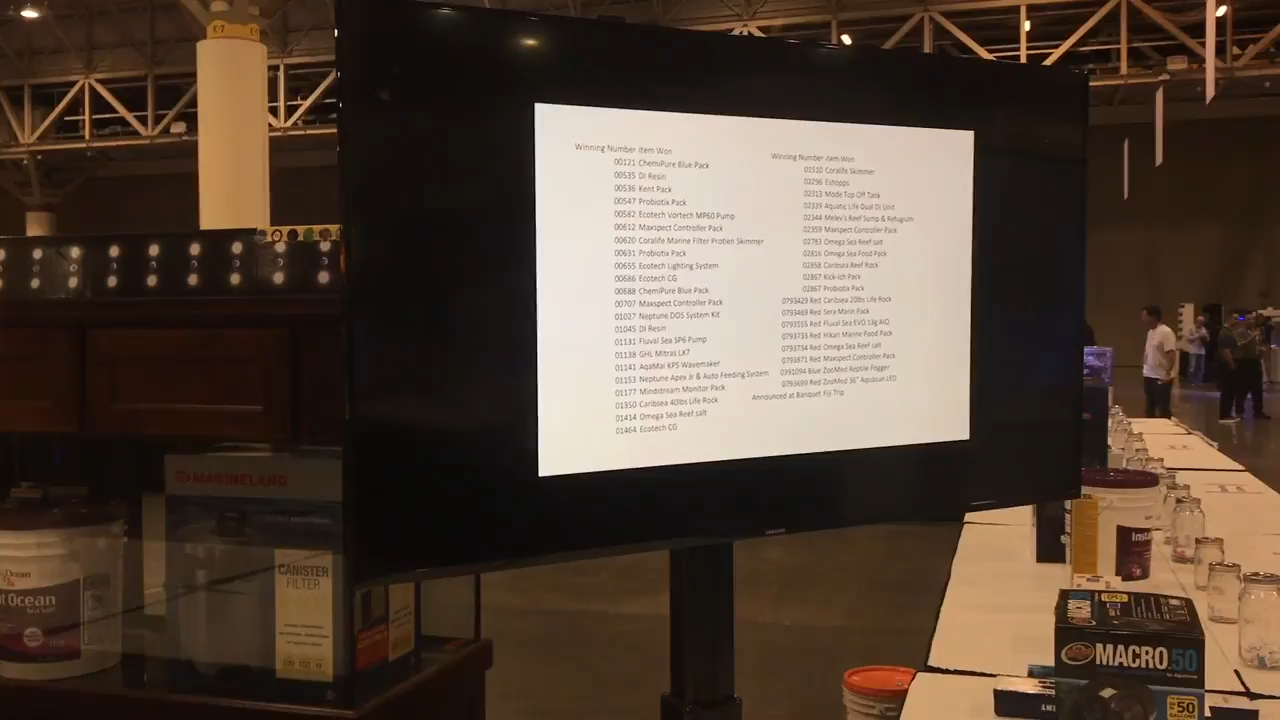 E-7
Winning Number item Won
00121 ChemiPure Blue Pack
00535 DI Resin
00536 Kent Pack
00547 Probiotix Pack
00582 Ecotech Vortech MP60 Pump
00612 Maxspect Controller Pack
00620 Coralife Marine Filter Protien Skimmer
00631 Probiotix Pack
00655 Ecotech Lighting System
00686 Ecotech CG
00688 ChemiPure Blue Pack
00707 Maxspect Controller Pack
01027 Neptune DOS System Kit
01045 DI Resin
01131 Fluval Sea SP6 Pump
01138 GHL Mitras LX7
01141 AqaMai KPS Wavemaker
01153 Neptune Apex Jr & Auto Feeding System
01177 Mindstream Monitor Pack
01350 Caribsea 40lbs Life Rock
01414 Omega Sea Reef salt
01464 Ecotech CG
Winning Number item Won
01510 Coralife Skimmer
02296 Eshopps
02313 Mode Top Off Tank
02339 Aquatic Life Dual Di Unit
02344 Melev's Reef Sump & Refugium
02359 Maxspect Controller Pack
02783 Omega Sea Reef salt
02816 Omega Sea Food Pack
02858 Caribsea Reef Rock
02867 Kick-Ich Pack
02867 Probiotix Pack
0793429 Red Caribsea 20lbs Life Rock
0793469 Red Sera Marin Pack
0793555 Red Fluval Sea EVO 13g AIO
0793733 Red Hikari Marine Food Pack
0793734 Red Omega Sea Reef salt
0793871 Red Maxspect Controller Pack
0391094 Blue ZooMed Reptile Fogger
0793699 Red ZooMed 36" Aquasun LED
Announced at Banquet Fiji Trip
SAMSUNG
MARINELAND
CANISTER
FILTER
Ocean
t Ocean
Sea Salt
Insta
MACRO 50
50
GALLONS